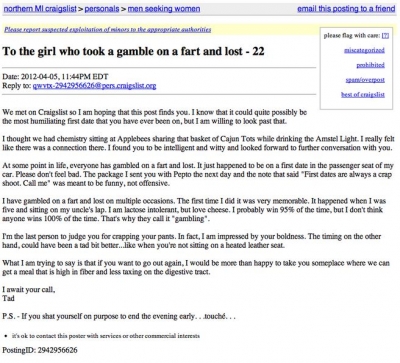 northern MI craigslist > personals > men seeking women
email this posting to a friend
Please report suspected exploitation of minors to the appropriate authorities
please flag with care: [?]
miscategorized
prohibited
spam/overpost
best of craigslist
To the girl who took a gamble on a fart and lost - 22
Date: 2012-04-05, 11:44PM EDT
Reply to: qwvtx-2942956626@pers.craigslist.org
We met on Craigslist so I am hoping that this post finds you. I know that it could quite possibly be
the most humiliating first date that you have ever been on, but I am willing to look past that.
I thought we had chemistry sitting at Applebees sharing that basket of Cajun Tots while drinking the Amstel Light. I really felt
like there was a connection there. I found you to be intelligent and witty and looked forward to further conversation with you.
At some point in life, everyone has gambled on a fart and lost. It just happened to be on a first date in the passenger seat of my
car. Please don't feel bad. The package I sent you with Pepto the next day and the note that said "First dates are always a crap
shoot. Call me" was meant to be funny, not offensive.
I have gambled on a fart and lost on multiple occasions. The first time I did it was very memorable. It happened when I was
five and sitting on my uncle's lap. I am lactose intolerant, but love cheese. I probably win 95% of the time, but I don't think
anyone wins 100% of the time. That's why they call it "gambling".
I'm the last person to judge you for crapping your pants. In fact, I am impressed by your boldness. The timing on the other
hand, could have been a tad bit better...like when you're not sitting on a heated leather seat.
What I am trying to say is that if you want to go out again, I would be more than happy to take you someplace where we can
get a meal that is high in fiber and less taxing on the digestive tract.
I await your call,
Tad
P.S. - If you shat yourself on purpose to end the evening early. . .touché. . .
• it's ok to contact this poster with services or other commercial interests
PostingID: 2942956626